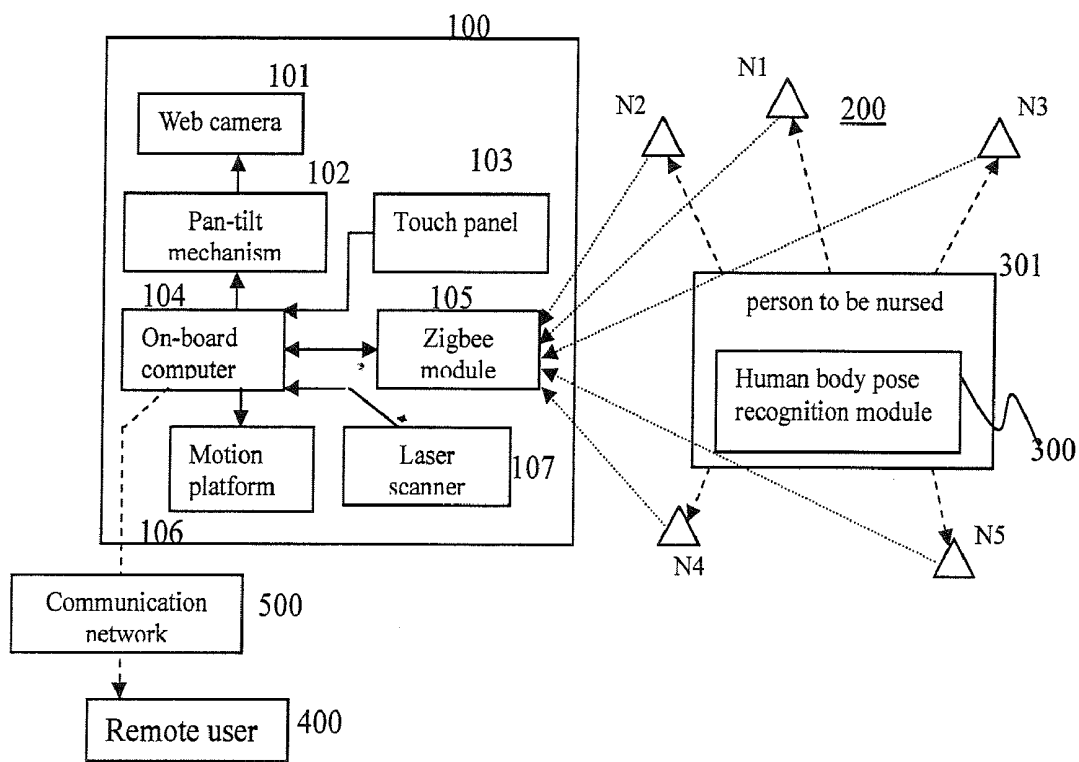 100
101
Web camera
102
Pan-tilt
mechanism
103
Touch panel
104
On-board
computer
105
Zigbee
module
Motion
platform
106
Laser
scanner
107
N1
N2
N3
200
301
person to be nursed
Human body pose
recognition module
300
N4
N5
Communication
network
500
Remote user
400